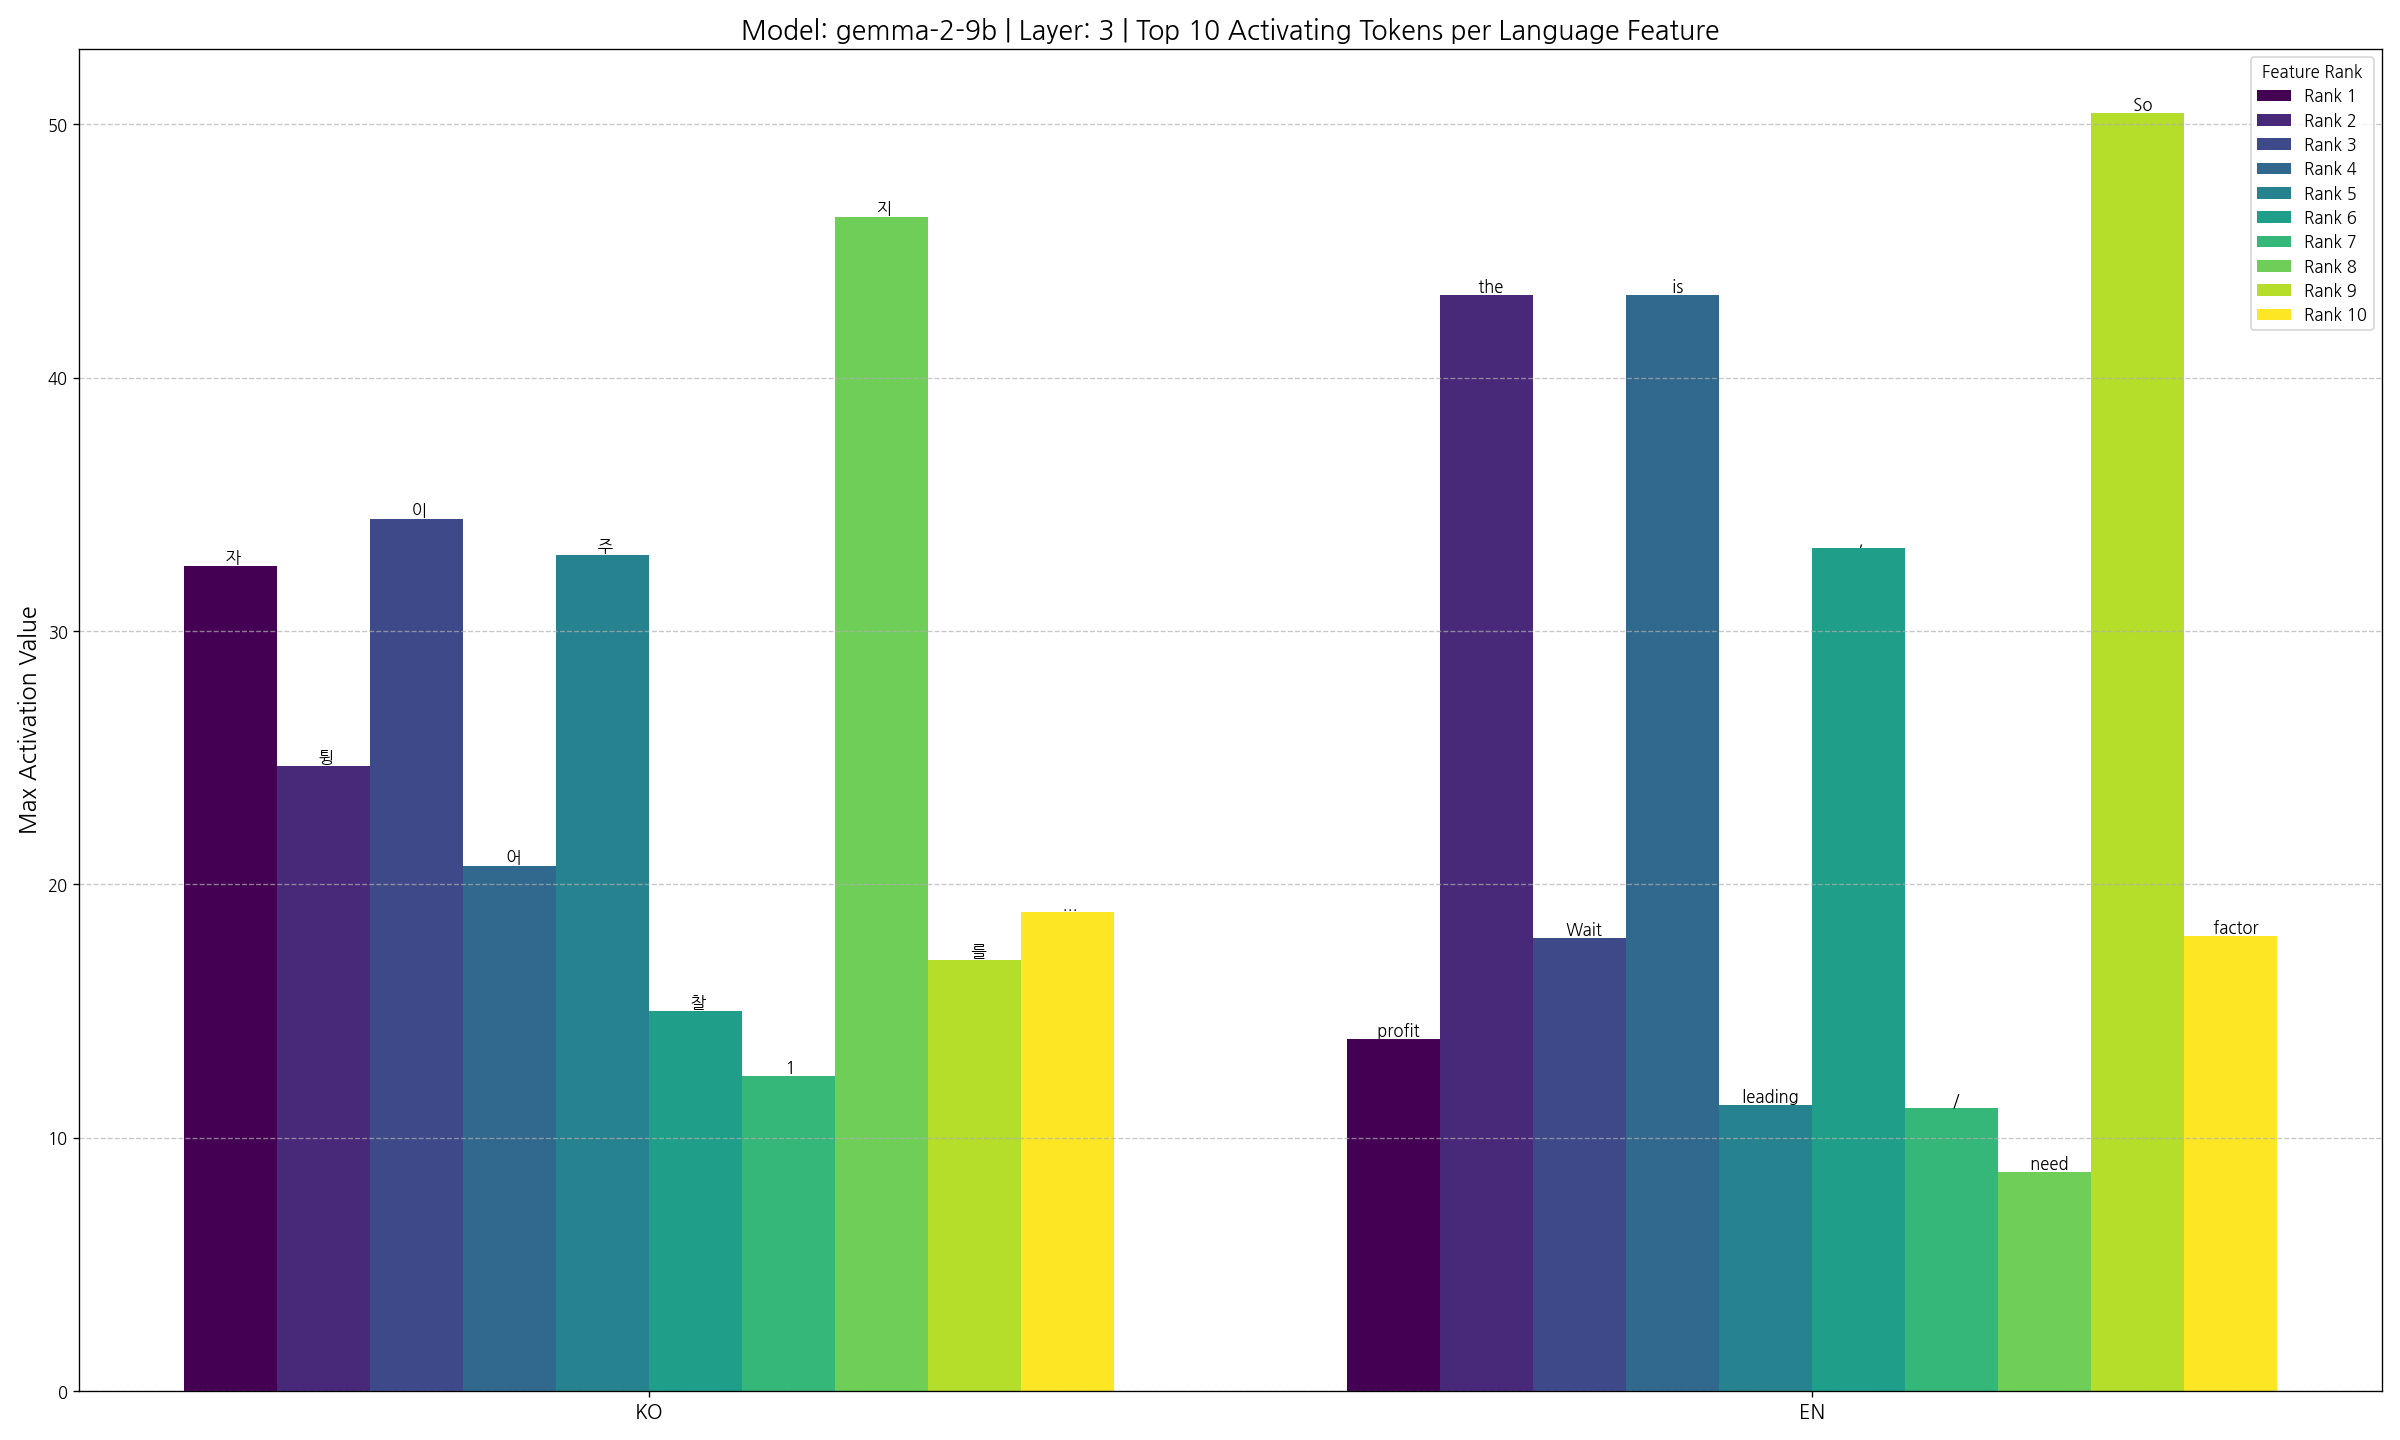 Model: gemma-2-9b | Layer: 3 | Top 10 Activating Tokens per Language Feature
Max Activation Value
50
40
30
20
10
0
자
튕
이
어
주
찰
1
지
를
...
profit
the
Wait
is
leading
,
/
need
So
factor
KO
EN
Feature Rank
Rank 1
Rank 2
Rank 3
Rank 4
Rank 5
Rank 6
Rank 7
Rank 8
Rank 9
Rank 10